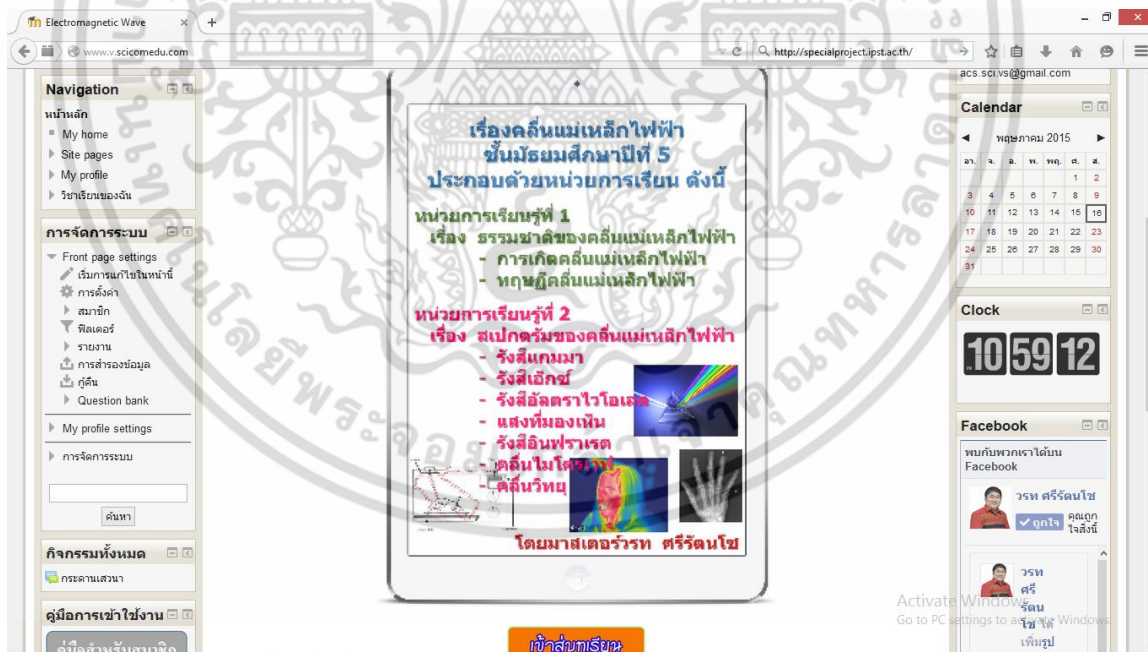 Electromagnetic Wave
www.v.scicomedu.com
http://specialproject.ipst.ac.th/
Navigation
หน้าหลัก
My home
Site pages
My profile
วิชาเรียนของฉัน
การจัดการระบบ
Front page settings
เริ่มการแก้ไขในหน้านี้
การตั้งค่า
สมาชิก
ฟิลเตอร์
รายงาน
การสำรองข้อมูล
กู้คืน
Question bank
My profile settings
การจัดการระบบ
ค้นหา
กิจกรรมทั้งหมด
กระดานเสวนา
คู่มือการเข้าใช้งาน
คู่มือสำหรับสมาชิก
เรื่องคลื่นแม่เหล็กไฟฟ้า
ชั้นมัธยมศึกษาปีที่ 5
ประกอบด้วยหน่วยการเรียน ดังนี้
หน่วยการเรียนรู้ที่ 1
เรื่อง ธรรมชาติของคลื่นแม่เหล็กไฟฟ้า
- การเกิดคลื่นแม่เหล็กไฟฟ้า
- ทฤษฎีคลื่นแม่เหล็กไฟฟ้า
หน่วยการเรียนรู้ที่ 2
เรื่อง สเปกตรัมของคลื่นแม่เหล็กไฟฟ้า
- รังสีแกมมา
- รังสีเอ็กซ์
- รังสีอัลตราไวโอเลต
- แสงที่มองเห็น
- รังสีอินฟราเรต
- คลื่นไมโครเวฟ
- คลื่นวิทยุ
โดยมาสเตอร์วรท ศรีรัตนโช
เข้าสู่บทเรียน
acs.sci.vs@gmail.com
Calendar
◄ พฤษภาคม 2015 ►
อา. จ. อ. พ. พฤ. ศ. ส.
1 2
3 4 5 6 7 8 9
10 11 12 13 14 15 16
17 18 19 20 21 22 23
24 25 26 27 28 29 30
31
Clock
10 59 12
Facebook
พบกับพวกเราได้บน
Facebook
วรท ศรีรัตนโช
ถูกใจ คุณถูก
ใจสิ่งนี้
วรท
ศรี
รัตน
โช ได้
เพิ่มรูป
Activate Windows
Go to PC settings to activate Windows.